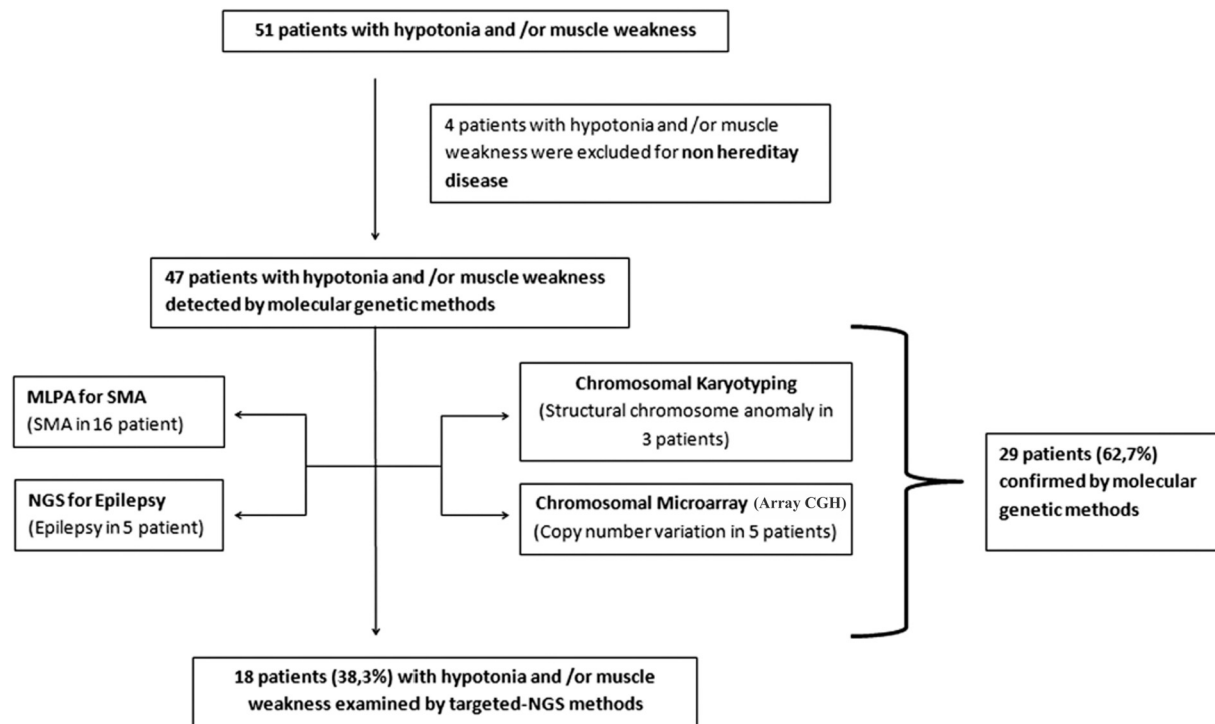 51 patients with hypotonia and /or muscle weakness
4 patients with hypotonia and /or muscle
weakness were excluded for non hereditay
disease
47 patients with hypotonia and /or muscle weakness
detected by molecular genetic methods
MLPA for SMA
(SMA in 16 patient)
NGS for Epilepsy
(Epilepsy in 5 patient)
Chromosomal Karyotyping
(Structural chromosome anomaly in
3 patients)
Chromosomal Microarray (Array CGH)
(Copy number variation in 5 patients)
29 patients (62,7%)
confirmed by molecular
genetic methods
18 patients (38,3%) with hypotonia and /or muscle
weakness examined by targeted-NGS methods